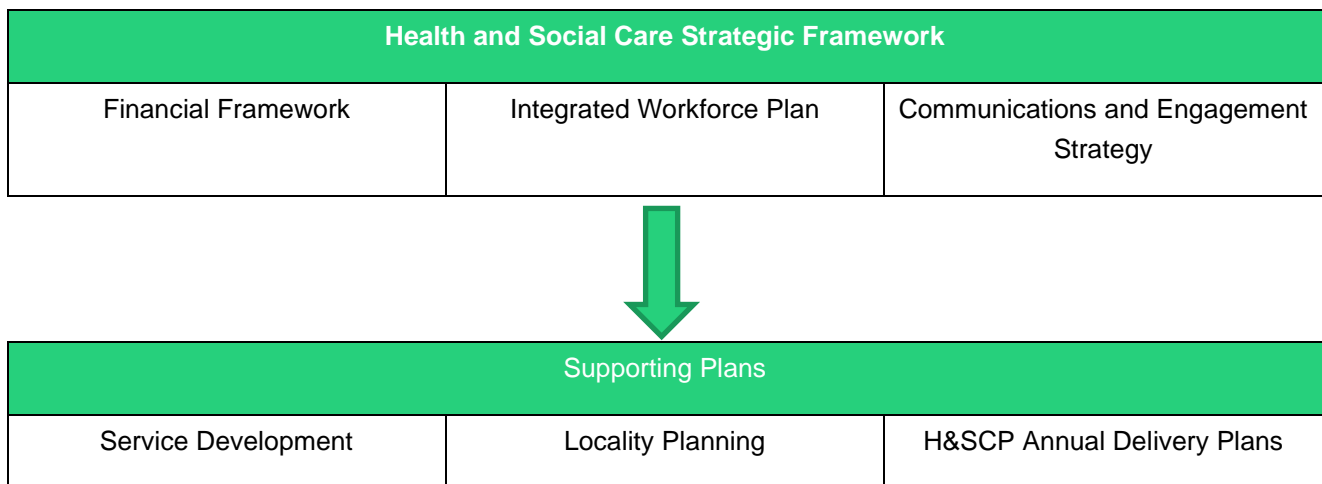 Health and Social Care Strategic Framework
Financial Framework
Integrated Workforce Plan
Communications and Engagement
Strategy
Supporting Plans
Service Development
Locality Planning
H&SCP Annual Delivery Plans